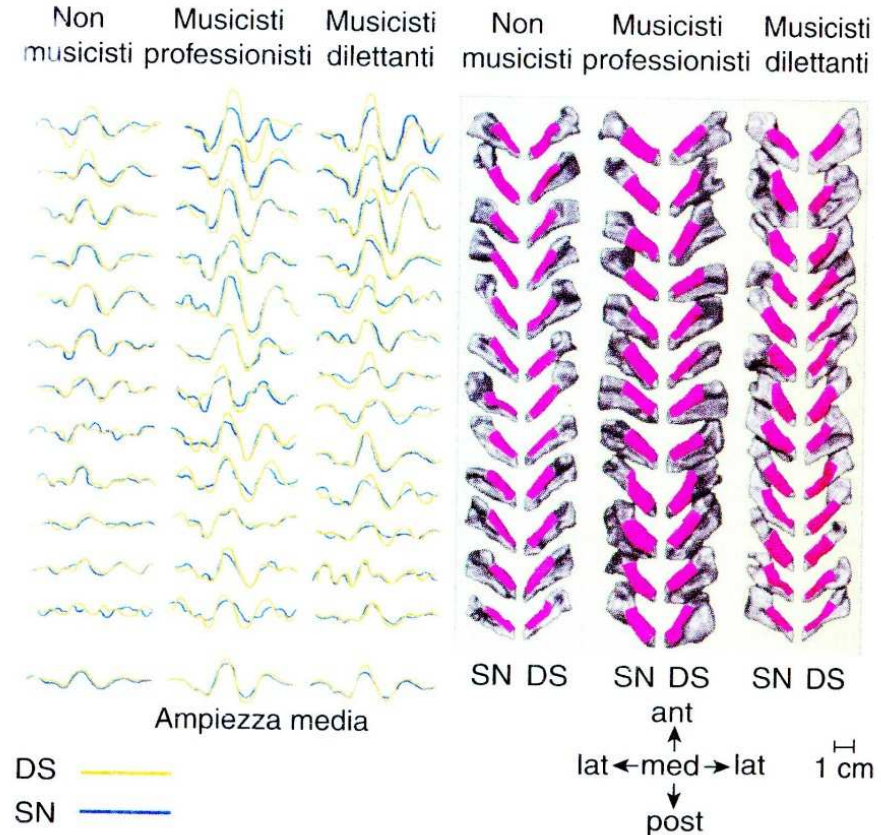 Non
musicisti
Musicisti
professionisti
Musicisti
dilettanti
Non
musicisti
Musicisti
professionisti
Musicisti
dilettanti
Ampiezza media
DS
SN
SN DS
SN DS
SN DS
ant
lat med lat
post
1 cm